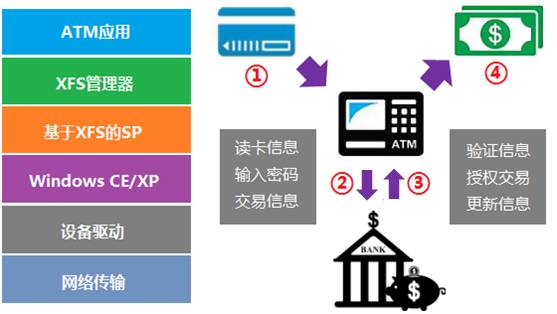 ATM应用
XFS管理器
基于XFS的SP
Windows CE/XP
设备驱动
网络传输
①
$
④
ATM
读卡信息
输入密码
交易信息
②
③
验证信息
授权交易
更新信息
$
BANK
$